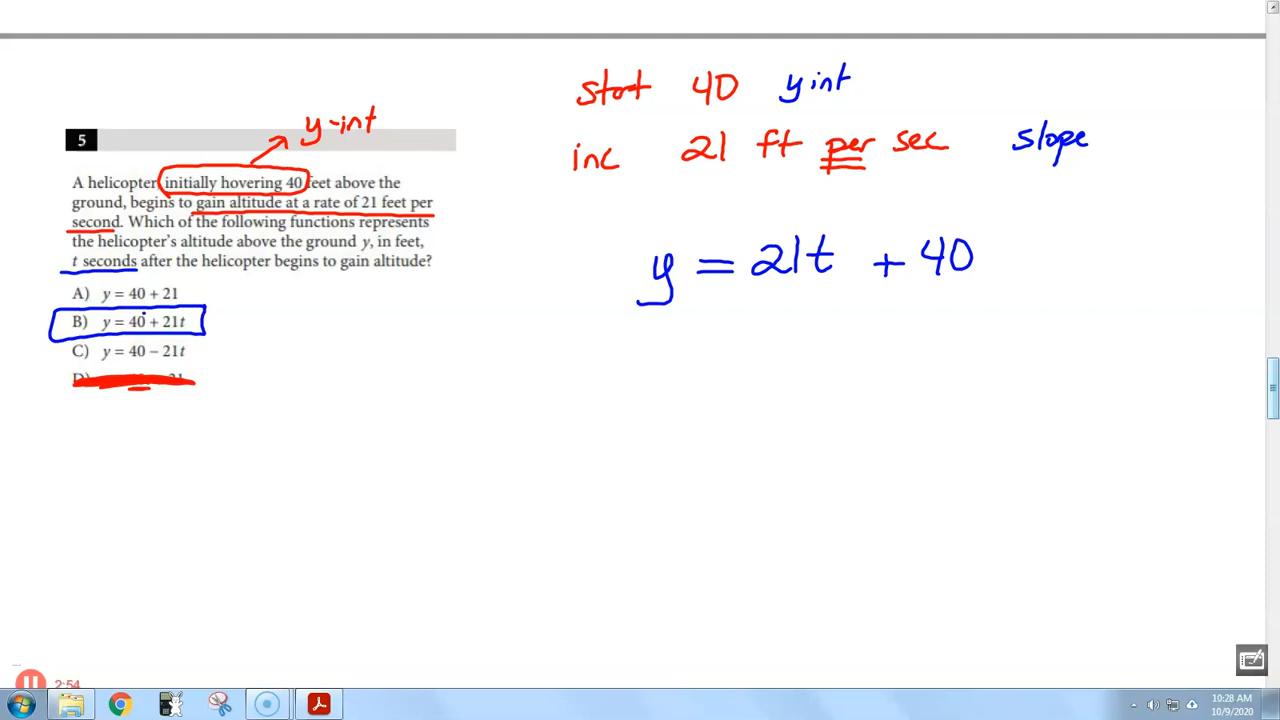 start 40 y int
y-int
5
inc 21 ft per sec slope
A helicopter, initially hovering 40 feet above the
ground, begins to gain altitude at a rate of 21 feet per
second. Which of the following functions represents
the helicopter's altitude above the ground y, in feet,
t seconds after the helicopter begins to gain altitude?
y = 21t + 40
A) y = 40 + 21
B) y = 40 + 21t
C) y = 40 − 21t
2:54
10:28 AM
10/9/2020